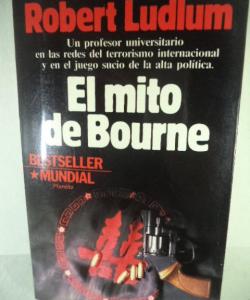 Robert Ludlum
Un profesor universitario
en las redes del terrorismo internacional
y en el juego sucio de la alta política.
El mito
de Bourne
BESTSELLER
★ MUNDIAL
Planeta